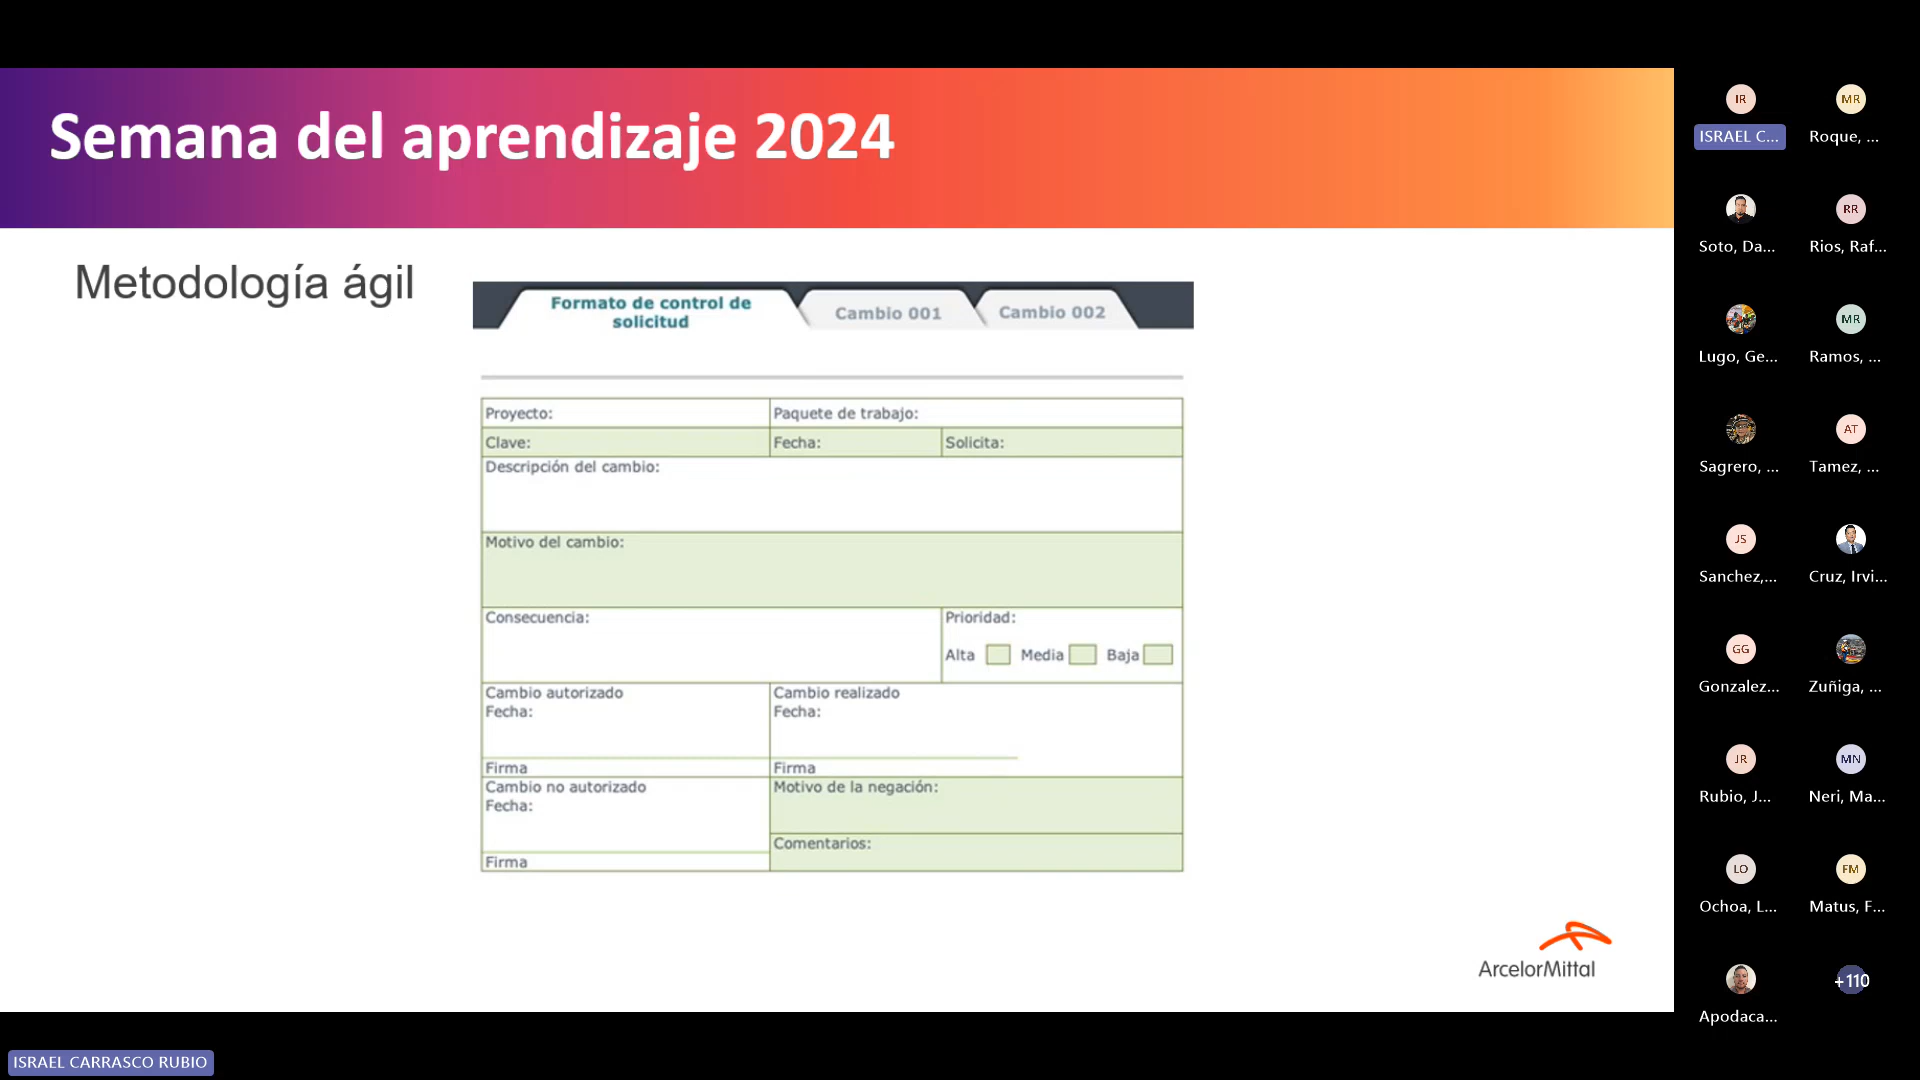 Semana del aprendizaje 2024
Metodología ágil
Formato de control de
solicitud
Cambio 001
Cambio 002
Proyecto:
Paquete de trabajo:
Clave:
Fecha:
Solicita:
Descripción del cambio:
Motivo del cambio:
Consecuencia:
Prioridad:
Alta
Media
Baja
Cambio autorizado
Fecha:
Firma
Cambio realizado
Fecha:
Firma
Cambio no autorizado
Fecha:
Firma
Motivo de la negación:
Comentarios:
ArcelorMittal
IR
ISRAEL C...
MR
Roque, ...
Soto, Da...
RR
Rios, Raf...
Lugo, Ge...
MR
Ramos, ...
Sagrero, ...
AT
Tamez, ...
JS
Sanchez,...
Cruz, Irvi...
GG
Gonzalez...
Zuñiga, ...
JR
Rubio, J...
MN
Neri, Ma...
LO
Ochoa, L...
FM
Matus, F...
Apodaca...
+110
ISRAEL CARRASCO RUBIO